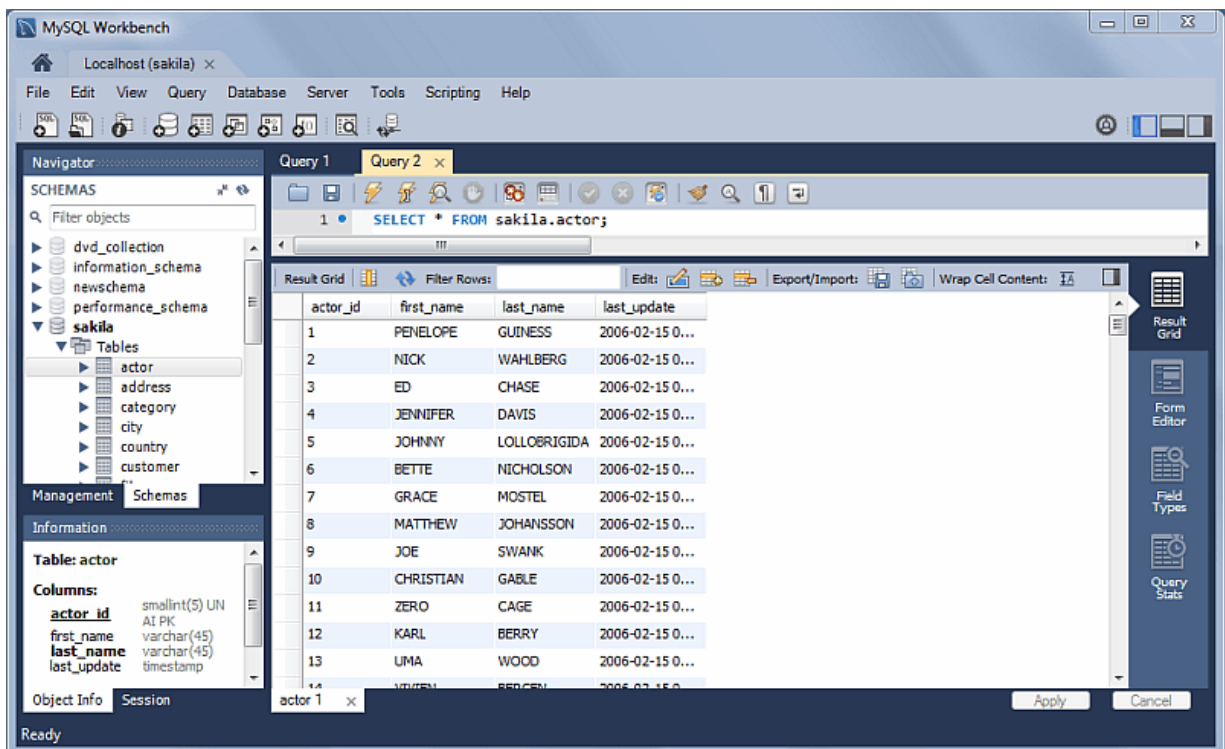 MySQL Workbench
Localhost (sakila)
File Edit View Query Database Server Tools Scripting Help
Navigator
SCHEMAS
Filter objects
dvd_collection
information_schema
newschema
performance_schema
sakila
Tables
actor
address
category
city
country
customer
Management Schemas
Information
Table: actor
Columns:
actor_id smallint(5) UN
AI PK
first_name varchar(45)
last_name varchar(45)
last_update timestamp
Object Info Session
Query 1 Query 2
1 SELECT * FROM sakila.actor;
Result Grid Filter Rows: Edit: Export/Import: Wrap Cell Content:
actor_id first_name last_name last_update
1 PENELOPE GUINESS 2006-02-15 0...
2 NICK WAHLBERG 2006-02-15 0...
3 ED CHASE 2006-02-15 0...
4 JENNIFER DAVIS 2006-02-15 0...
5 JOHNNY LOLLOBRIGIDA 2006-02-15 0...
6 BETTE NICHOLSON 2006-02-15 0...
7 GRACE MOSTEL 2006-02-15 0...
8 MATTHEW JOHANSSON 2006-02-15 0...
9 JOE SWANK 2006-02-15 0...
10 CHRISTIAN GABLE 2006-02-15 0...
11 ZERO CAGE 2006-02-15 0...
12 KARL BERRY 2006-02-15 0...
13 UMA WOOD 2006-02-15 0...
Result
Grid
Form
Editor
Field
Types
Query
Stats
actor 1 Apply Cancel
Ready